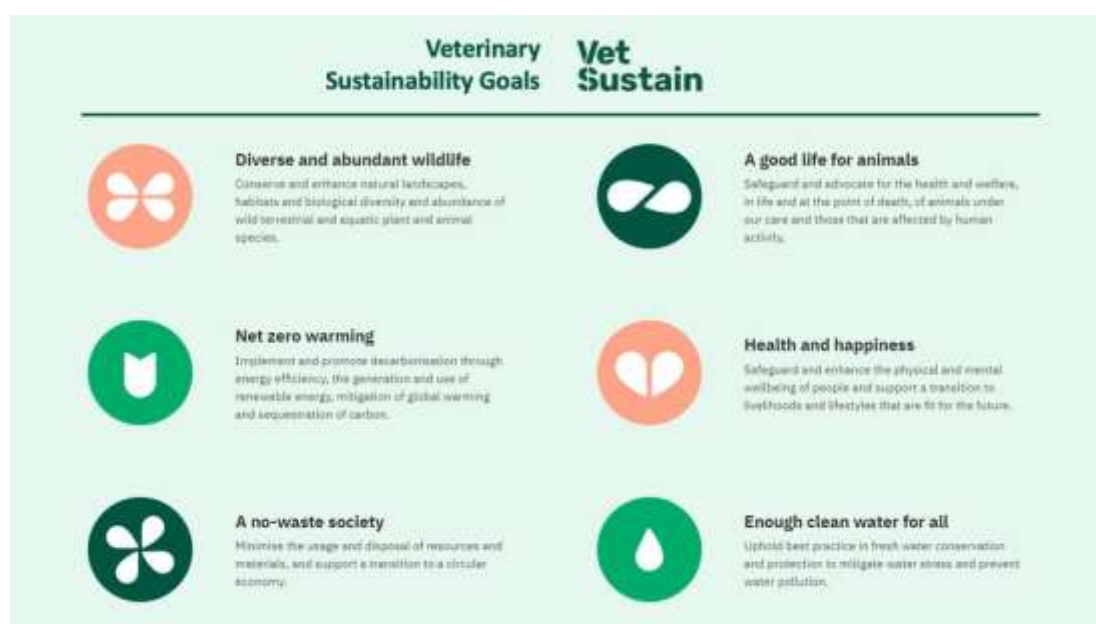 Veterinary
Sustainability Goals
Vet
Sustain
Diverse and abundant wildlife
Conserve and enhance natural landscapes,
habitats and biological diversity and abundance of
wild terrestrial and aquatic plant and animal
species.
A good life for animals
Safeguard and advocate for the health and welfare,
in life and at the point of death, of animals under
our care and those that are affected by human
activity.
Net zero warming
Implement and promote decarbonisation through
energy efficiency, the generation and use of
renewable energy, mitigation of global warming
and sequestration of carbon.
Health and happiness
Safeguard and enhance the physical and mental
wellbeing of people and support a transition to
livelihoods and lifestyles that are fit for the future.
A no-waste society
Minimise the usage and disposal of resources and
materials, and support a transition to a circular
economy.
Enough clean water for all
Uphold best practice in fresh water conservation
and protection to mitigate water stress and prevent
water pollution.